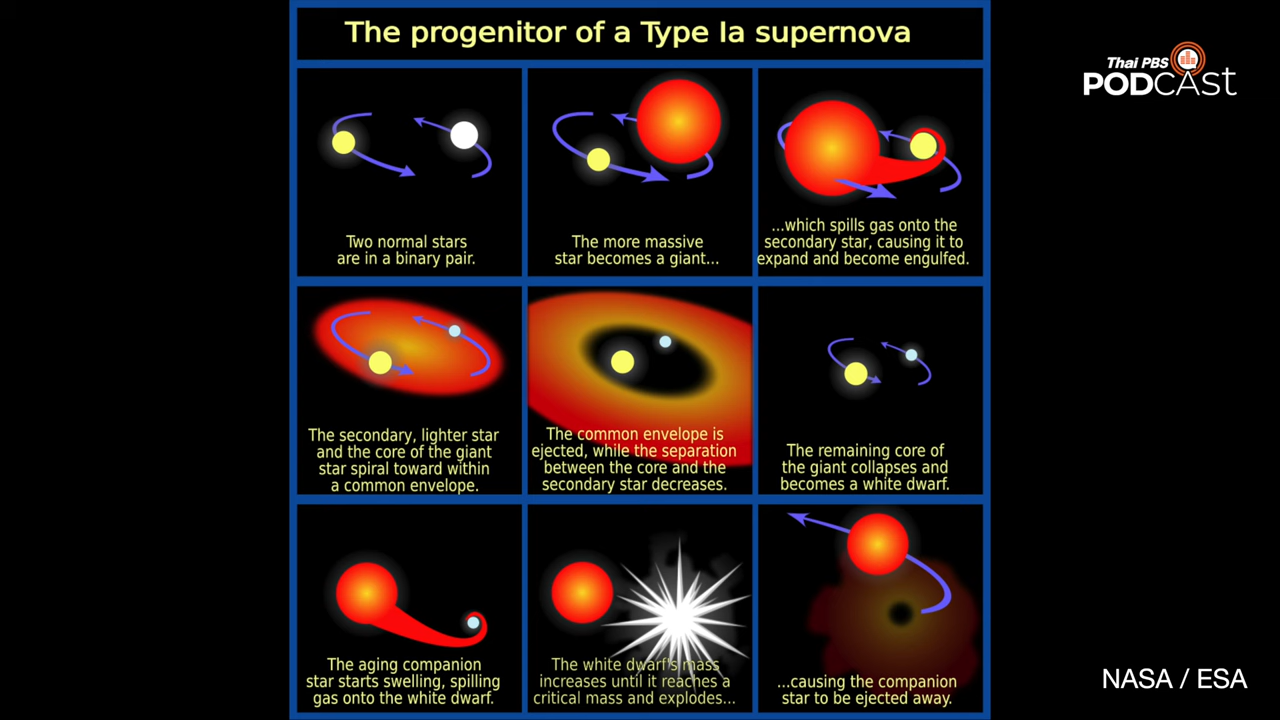 The progenitor of a Type Ia supernova
Thai PBS
PODCAST
Two normal stars
are in a binary pair.
The more massive
star becomes a giant...
...which spills gas onto the
secondary star, causing it to
expand and become engulfed.
The secondary, lighter star
and the core of the giant
star spiral toward within
a common envelope.
The common envelope is
ejected, while the separation
between the core and the
secondary star decreases.
The remaining core of
the giant collapses and
becomes a white dwarf.
The aging companion
star starts swelling, spilling
gas onto the white dwarf.
The white dwarf's mass
increases until it reaches a
critical mass and explodes...
...causing the companion
star to be ejected away.
NASA / ESA